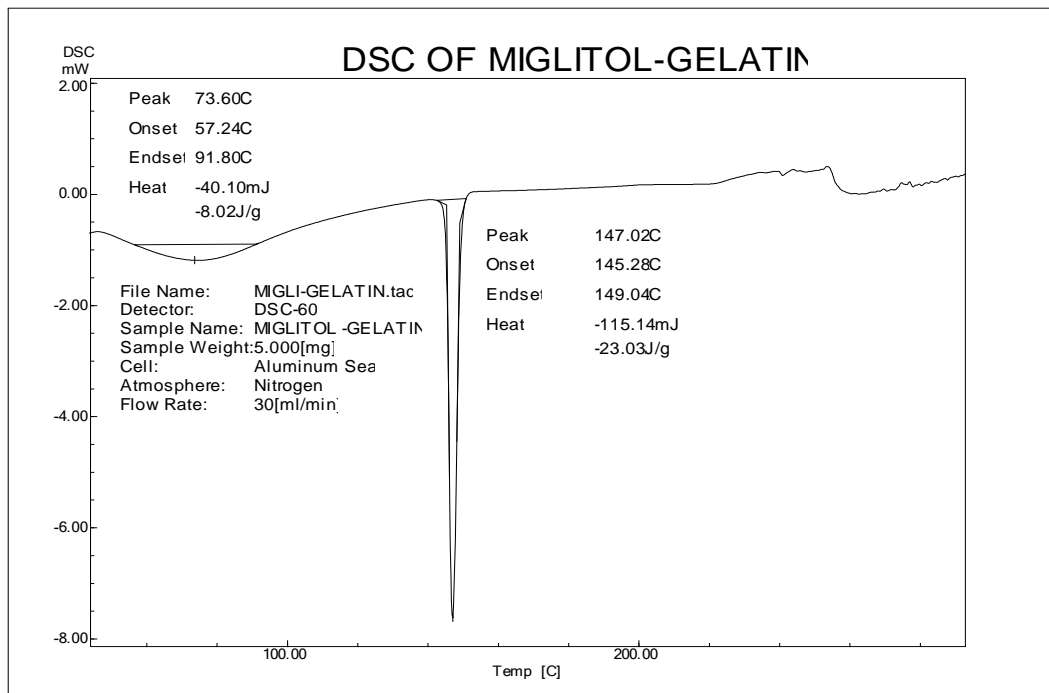 DSC OF MIGLITOL-GELATIN
DSC
mW
2.00
0.00
-2.00
-4.00
-6.00
-8.00
Peak 73.60C
Onset 57.24C
Endset 91.80C
Heat -40.10mJ
-8.02J/g
Peak 147.02C
Onset 145.28C
Endset 149.04C
Heat -115.14mJ
-23.03J/g
File Name: MIGLI-GELATIN.tac
Detector: DSC-60
Sample Name: MIGLITOL -GELATIN
Sample Weight:5.000[mg]
Cell: Aluminum Sea
Atmosphere: Nitrogen
Flow Rate: 30[ml/min]
100.00 200.00
Temp [C]